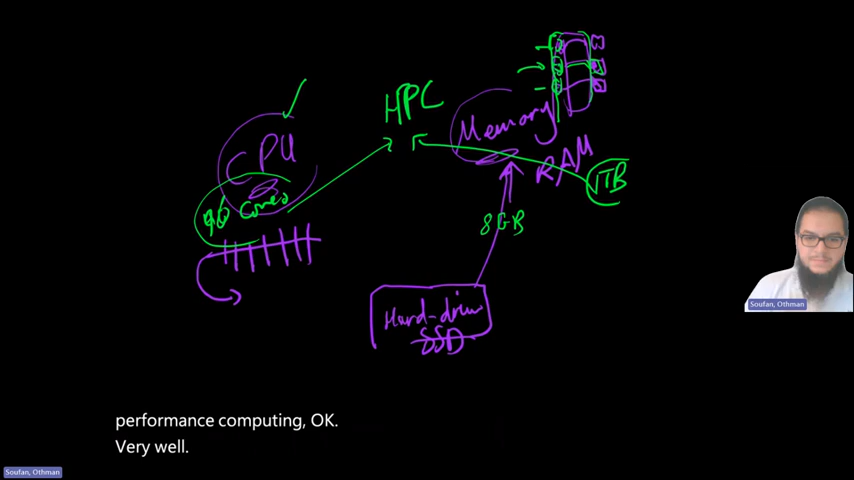 HPC
Memory
RAM
CPU
1TB
40 Cores
8GB
Hard-drive
SSD
Soufan, Othman
performance computing, OK.
Very well.
Soufan, Othman